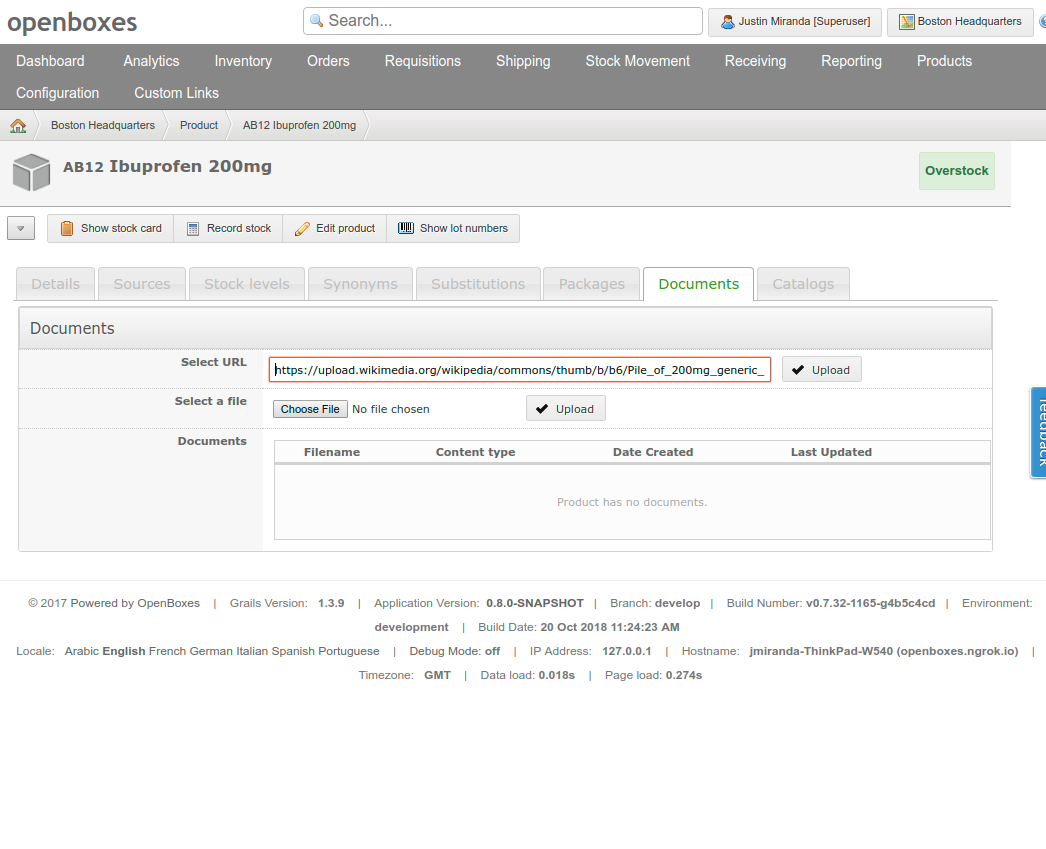 openboxes
Search...
Justin Miranda [Superuser]
Boston Headquarters
Dashboard Analytics Inventory Orders Requisitions Shipping Stock Movement Receiving Reporting Products
Configuration Custom Links
Boston Headquarters Product AB12 Ibuprofen 200mg
AB12 Ibuprofen 200mg
Overstock
Show stock card Record stock Edit product Show lot numbers
Details Sources Stock levels Synonyms Substitutions Packages Documents Catalogs
Documents
Select URL https://upload.wikimedia.org/wikipedia/commons/thumb/b/b6/Pile_of_200mg_generic_ Upload
Select a file Choose File No file chosen Upload
Documents
Filename Content type Date Created Last Updated
Product has no documents.
feedback
© 2017 Powered by OpenBoxes | Grails Version: 1.3.9 | Application Version: 0.8.0-SNAPSHOT | Branch: develop | Build Number: v0.7.32-1165-g4b5c4cd | Environment:
development | Build Date: 20 Oct 2018 11:24:23 AM
Locale: Arabic English French German Italian Spanish Portuguese | Debug Mode: off | IP Address: 127.0.0.1 | Hostname: jmiranda-ThinkPad-W540 (openboxes.ngrok.io) |
Timezone: GMT | Data load: 0.018s | Page load: 0.274s